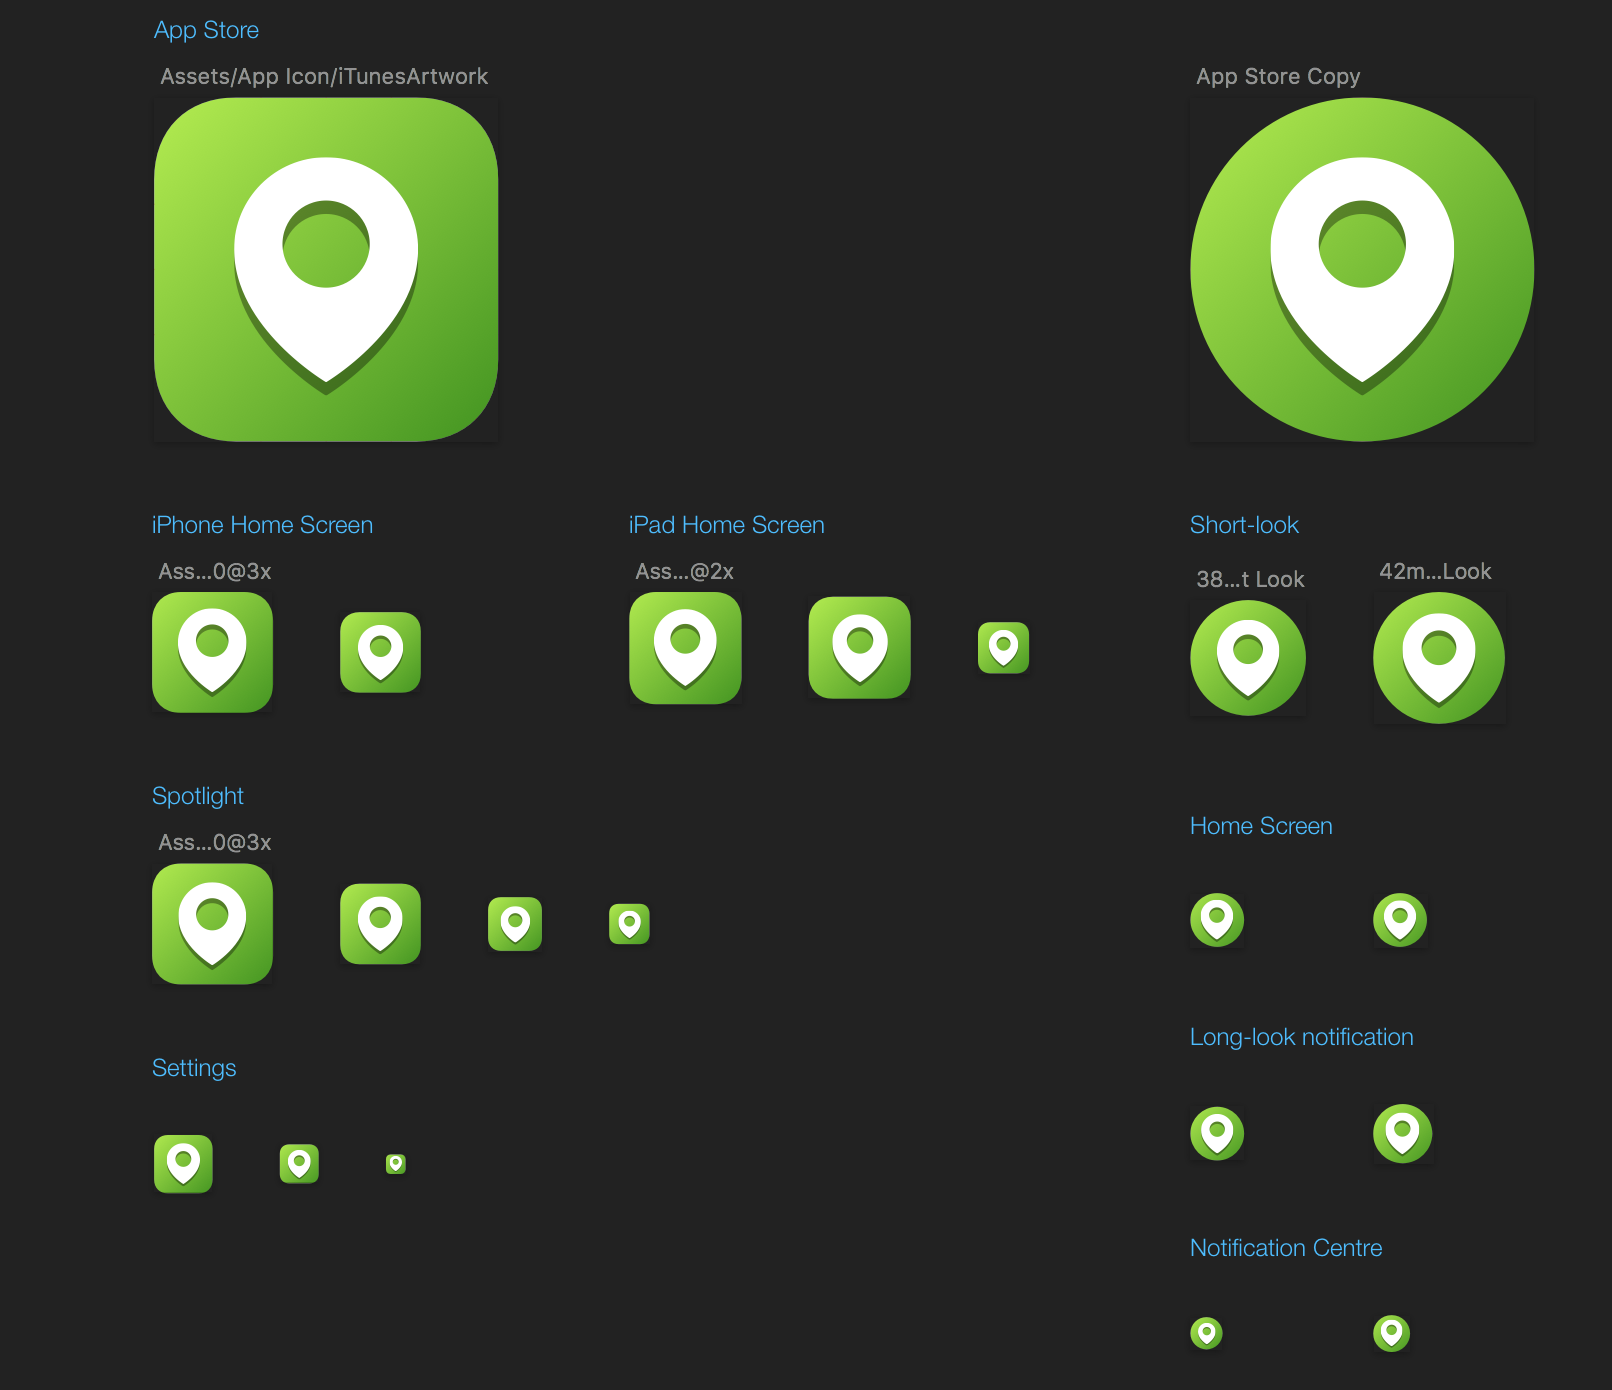 App Store
Assets/App Icon/iTunesArtwork
App Store Copy
iPhone Home Screen
iPad Home Screen
Short-look
Ass...0@3x
Ass...@2x
38...t Look
42m...Look
Spotlight
Ass...0@3x
Home Screen
Settings
Long-look notification
Notification Centre